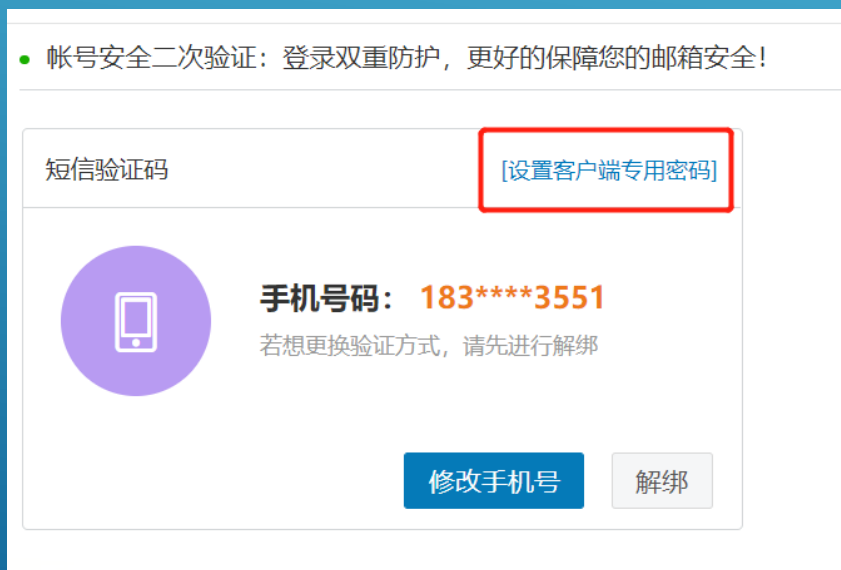 帐号安全二次验证：登录双重防护，更好的保障您的邮箱安全！
短信验证码 [设置客户端专用密码]
手机号码： 183****3551
若想更换验证方式，请先进行解绑
修改手机号 解绑